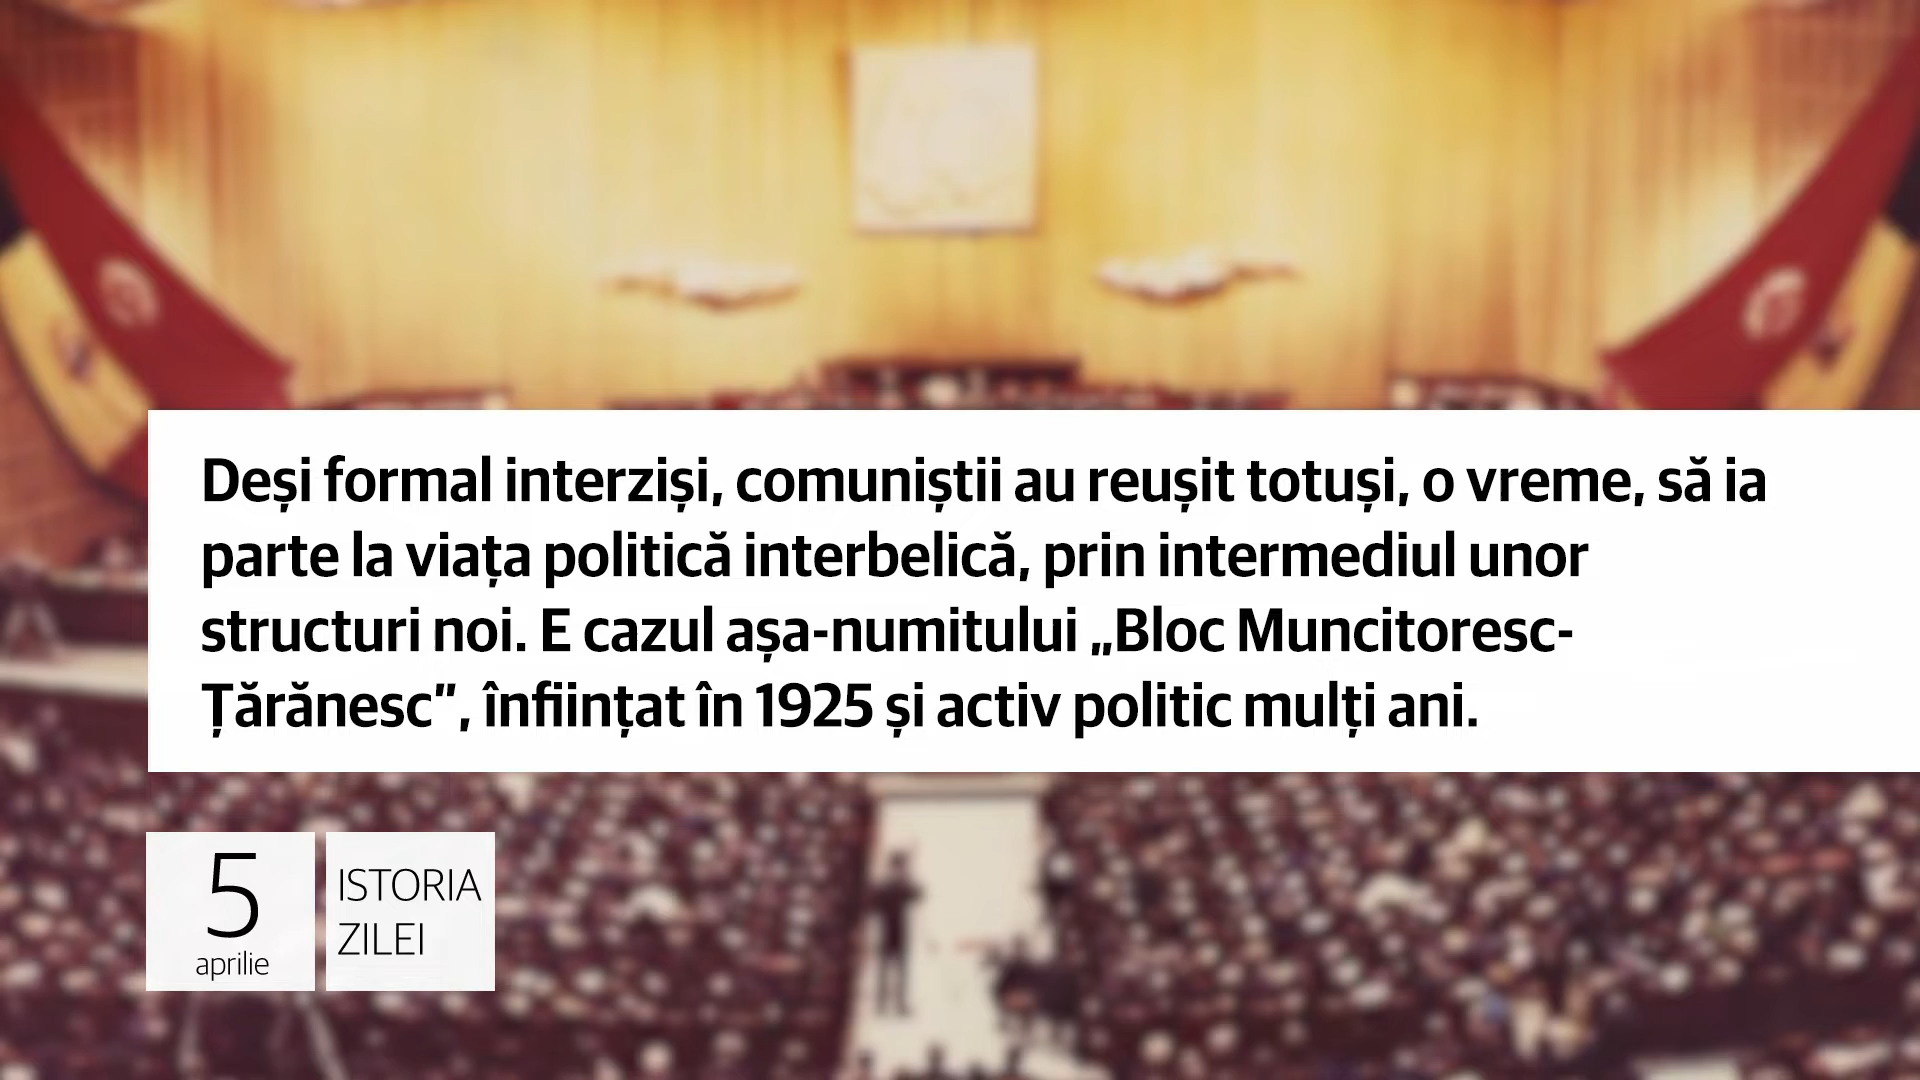 Deși formal interziși, comuniștii au reușit totuși, o vreme, să ia
parte la viața politică interbelică, prin intermediul unor
structuri noi. E cazul așa-numitului „Bloc Muncitoresc-
Țărănesc”, înființat în 1925 și activ politic mulți ani.
5
aprilie
ISTORIA
ZILEI